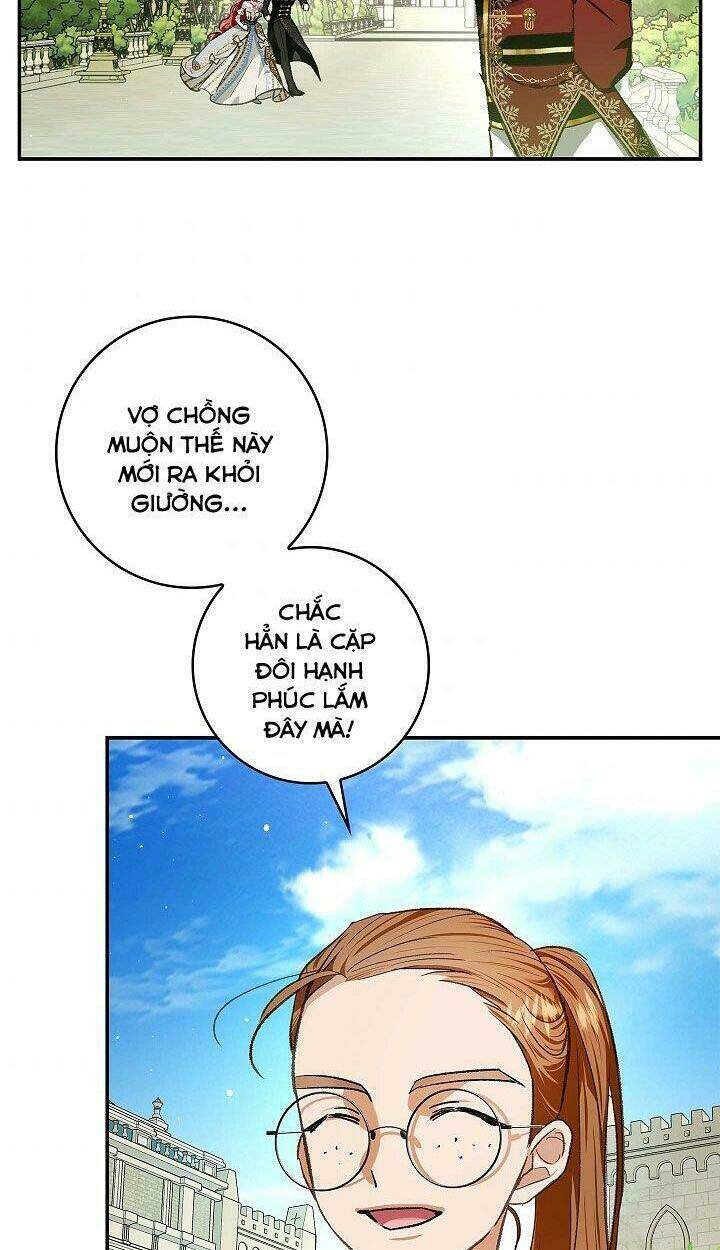 VỢ CHỒNG
MUỘN THẾ NÀY
MỚI RA KHỎI
GIƯỜNG...
CHẮC
HẲN LÀ CẶP
ĐÔI HẠNH
PHÚC LẮM
ĐÂY MÀ!